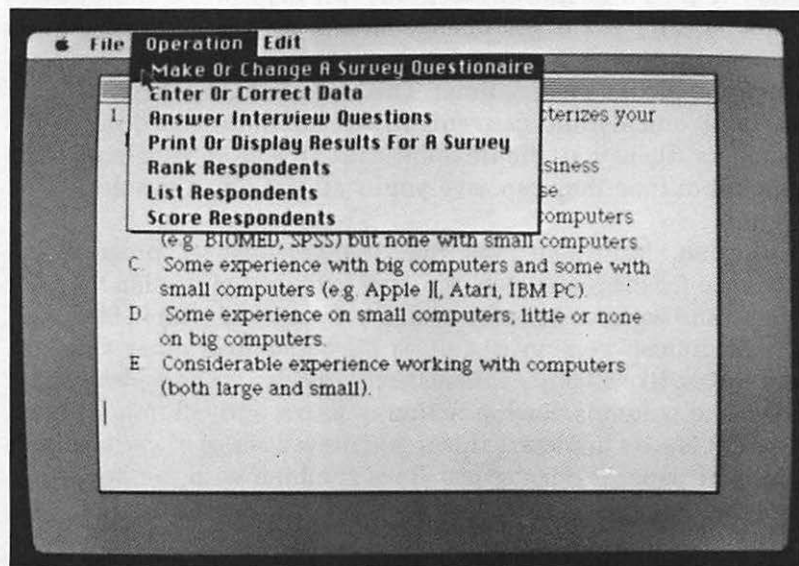 File Operation Edit
Make Or Change A Survey Questionaire
Enter Or Correct Data
Answer Interview Questions
Print Or Display Results For A Survey
Rank Respondents
List Respondents
Score Respondents
1. cterizes your
siness
se.
computers
(e.g. BIOMED, SPSS) but none with small computers.
C. Some experience with big computers and some with
small computers (e.g. Apple ][, Atari, IBM PC).
D. Some experience on small computers, little or none
on big computers.
E. Considerable experience working with computers
(both large and small).